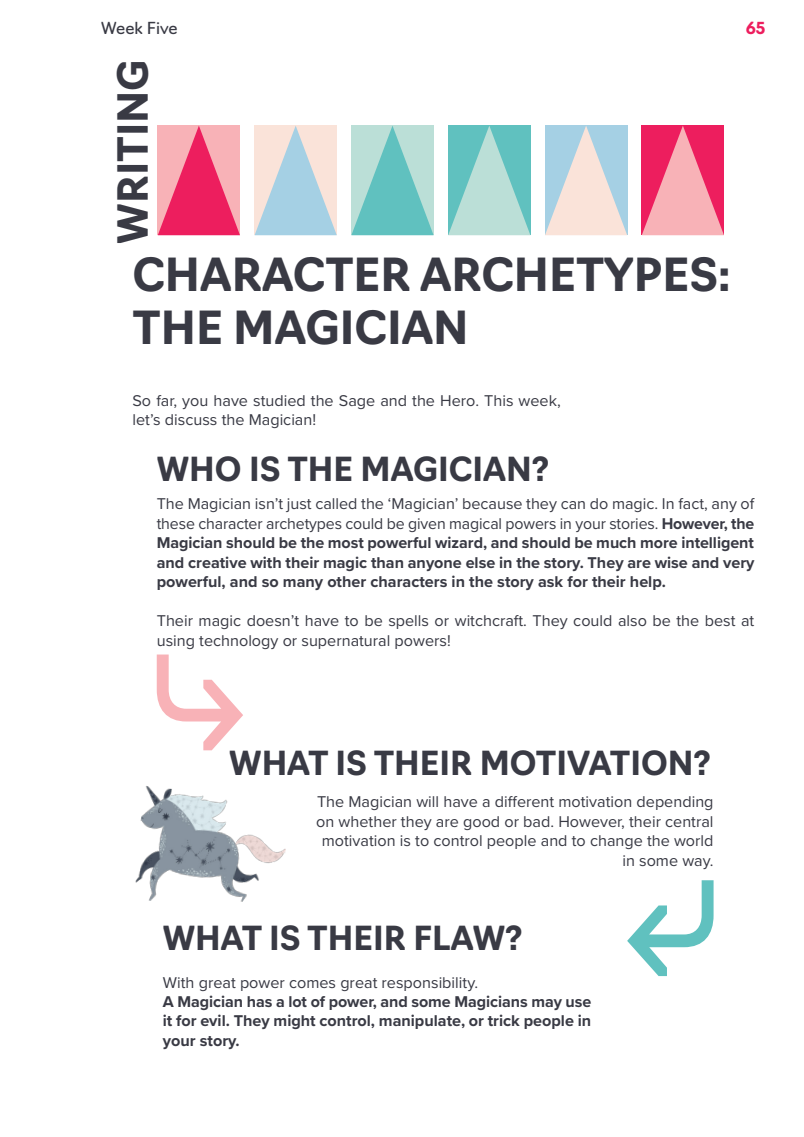 Week Five
65
WRITING
CHARACTER ARCHETYPES:
THE MAGICIAN
So far, you have studied the Sage and the Hero. This week,
let’s discuss the Magician!
WHO IS THE MAGICIAN?
The Magician isn’t just called the ‘Magician’ because they can do magic. In fact, any of
these character archetypes could be given magical powers in your stories. However, the
Magician should be the most powerful wizard, and should be much more intelligent
and creative with their magic than anyone else in the story. They are wise and very
powerful, and so many other characters in the story ask for their help.
Their magic doesn’t have to be spells or witchcraft. They could also be the best at
using technology or supernatural powers!
WHAT IS THEIR MOTIVATION?
The Magician will have a different motivation depending
on whether they are good or bad. However, their central
motivation is to control people and to change the world
in some way.
WHAT IS THEIR FLAW?
With great power comes great responsibility.
A Magician has a lot of power, and some Magicians may use
it for evil. They might control, manipulate, or trick people in
your story.